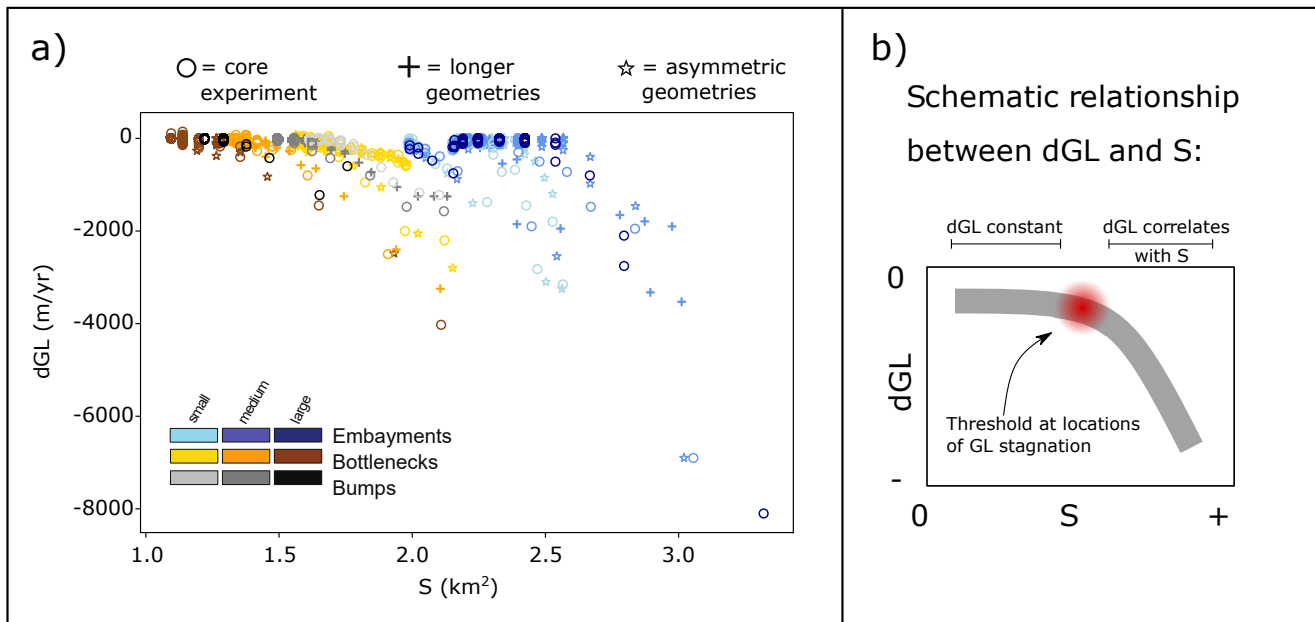 a)
= core
experiment
= longer
geometries
= asymmetric
geometries
0
-2000
-4000
-6000
-8000
dGL (m/yr)
small
medium
large
Embayments
Bottlenecks
Bumps
1.0 1.5 2.0 2.5 3.0
S (km²)
b)
Schematic relationship
between dGL and S:
dGL constant
dGL correlates
with S
0
dGL
Threshold at locations
of GL stagnation
-
0 S +